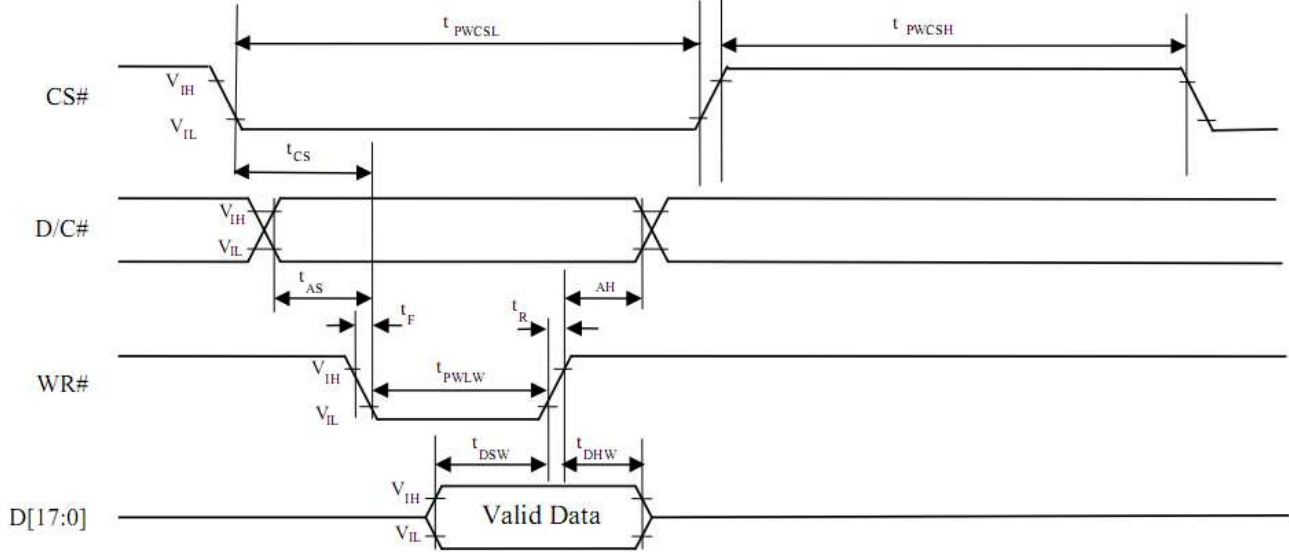 t PWCSL
t PWCSH
CS#
VIH
VIL
tCS
D/C#
VIH
VIL
tAS
AH
tF
tR
WR#
VIH
tPWLW
VIL
tDSW
tDHW
D[17:0]
VIH
Valid Data
VIL